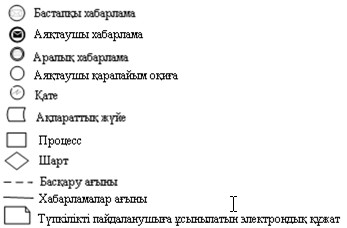 Бастапқы хабарлама
Аяқтаушы хабарлама
Аралық хабарлама
Аяқтаушы қарапайым оқиға
Қате
Ақпараттық жүйе
Процесс
Шарт
Басқару ағыны
Хабарламалар ағыны
Түпкілікті пайдаланушыға ұсынылатын электрондық құжат